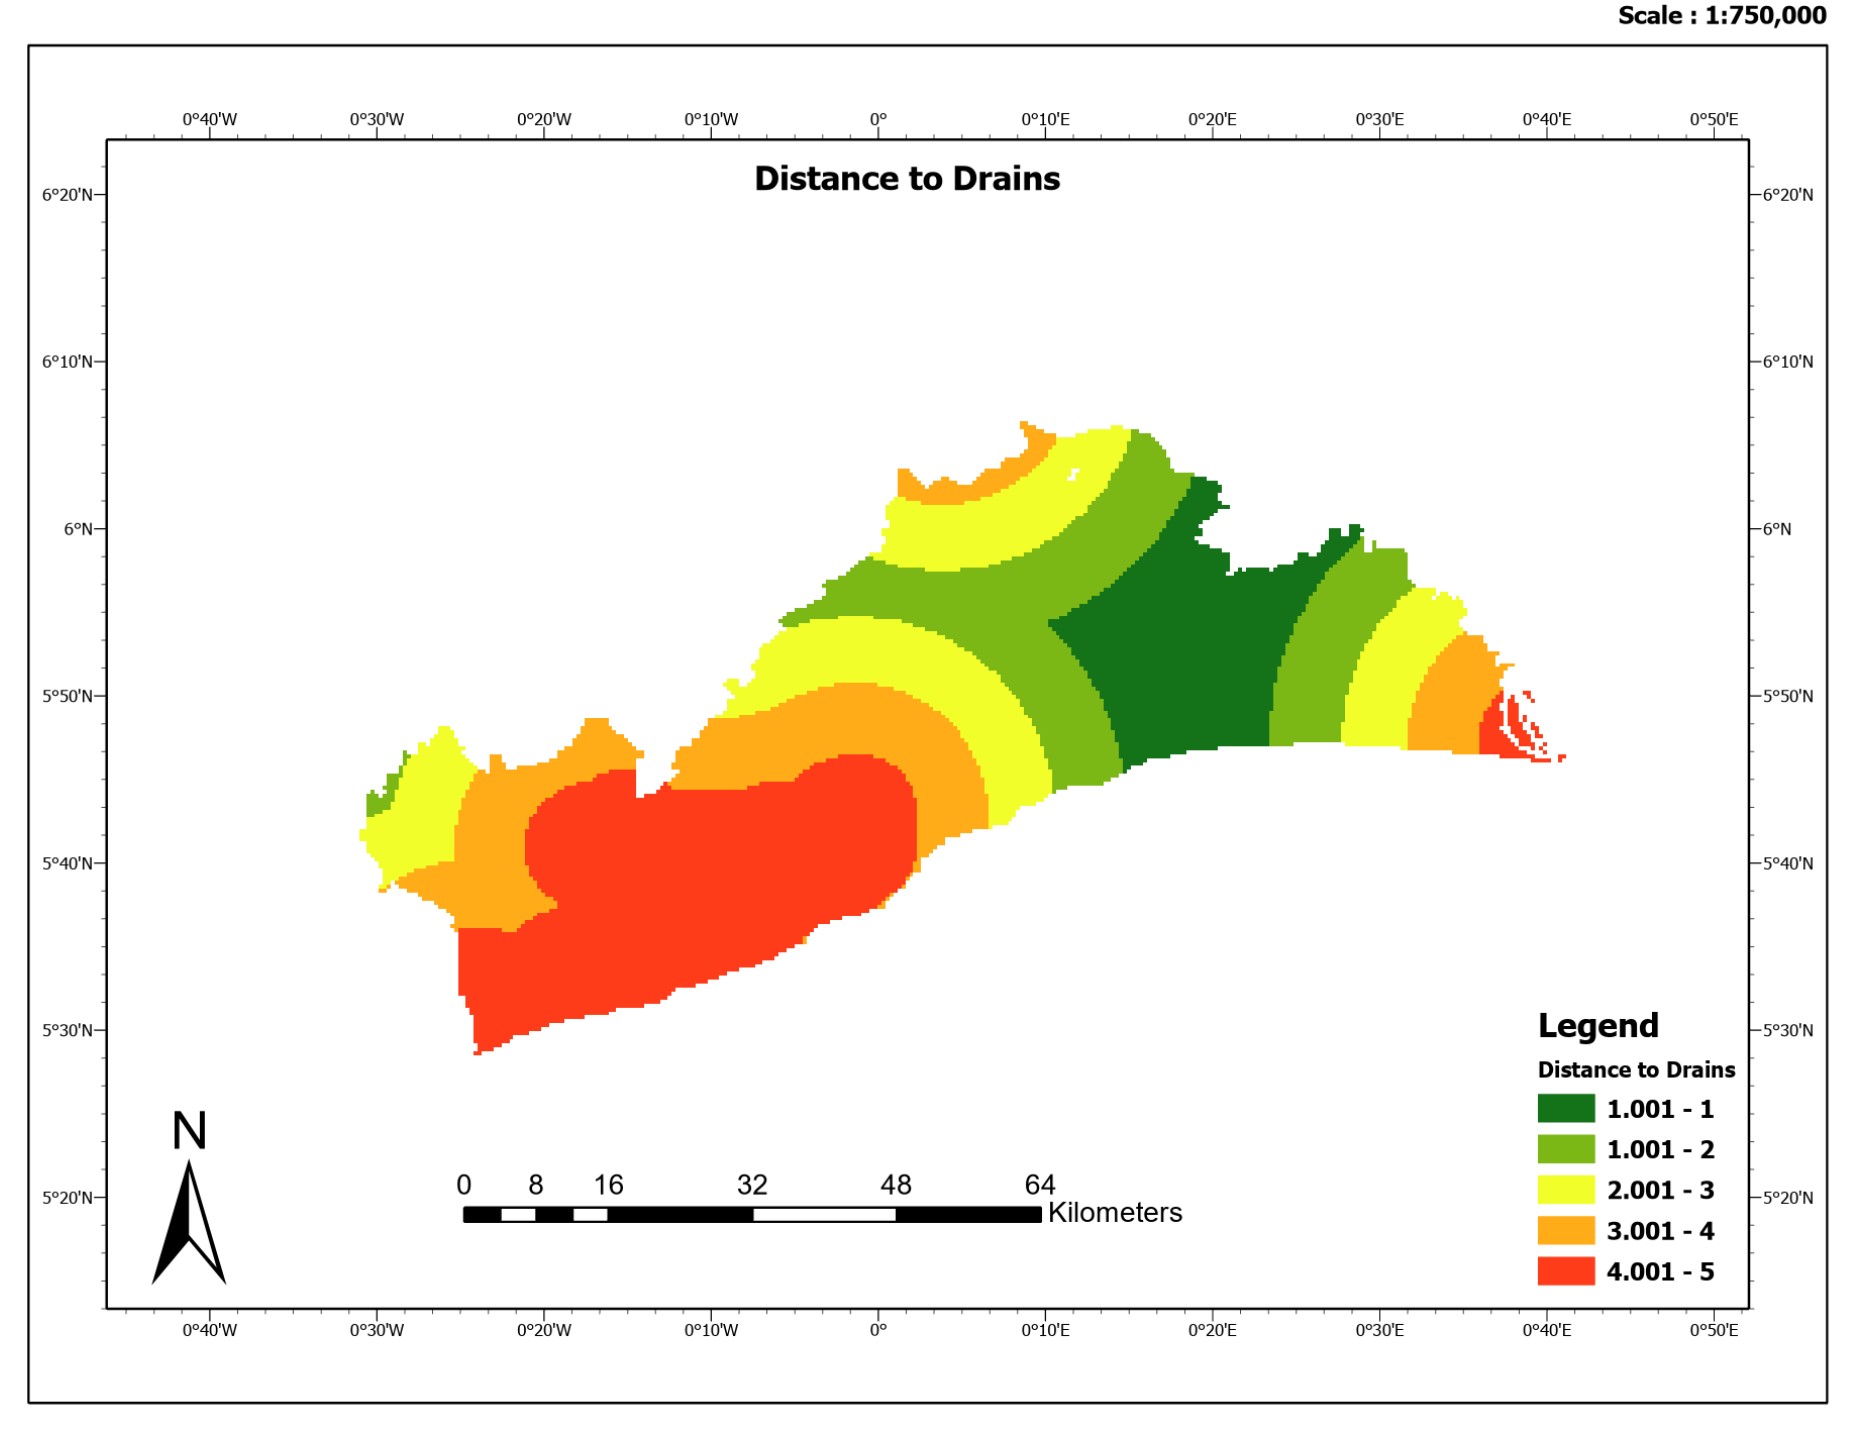 Scale : 1:750,000
0°40'W 0°30'W 0°20'W 0°10'W 0° 0°10'E 0°20'E 0°30'E 0°40'E 0°50'E
Distance to Drains
6°20'N 6°20'N
6°10'N 6°10'N
6°N 6°N
5°50'N 5°50'N
5°40'N 5°40'N
5°30'N 5°30'N
5°20'N 5°20'N
Legend
Distance to Drains
1.001 - 1
1.001 - 2
2.001 - 3
3.001 - 4
4.001 - 5
N
0 8 16 32 48 64
Kilometers
0°40'W 0°30'W 0°20'W 0°10'W 0° 0°10'E 0°20'E 0°30'E 0°40'E 0°50'E